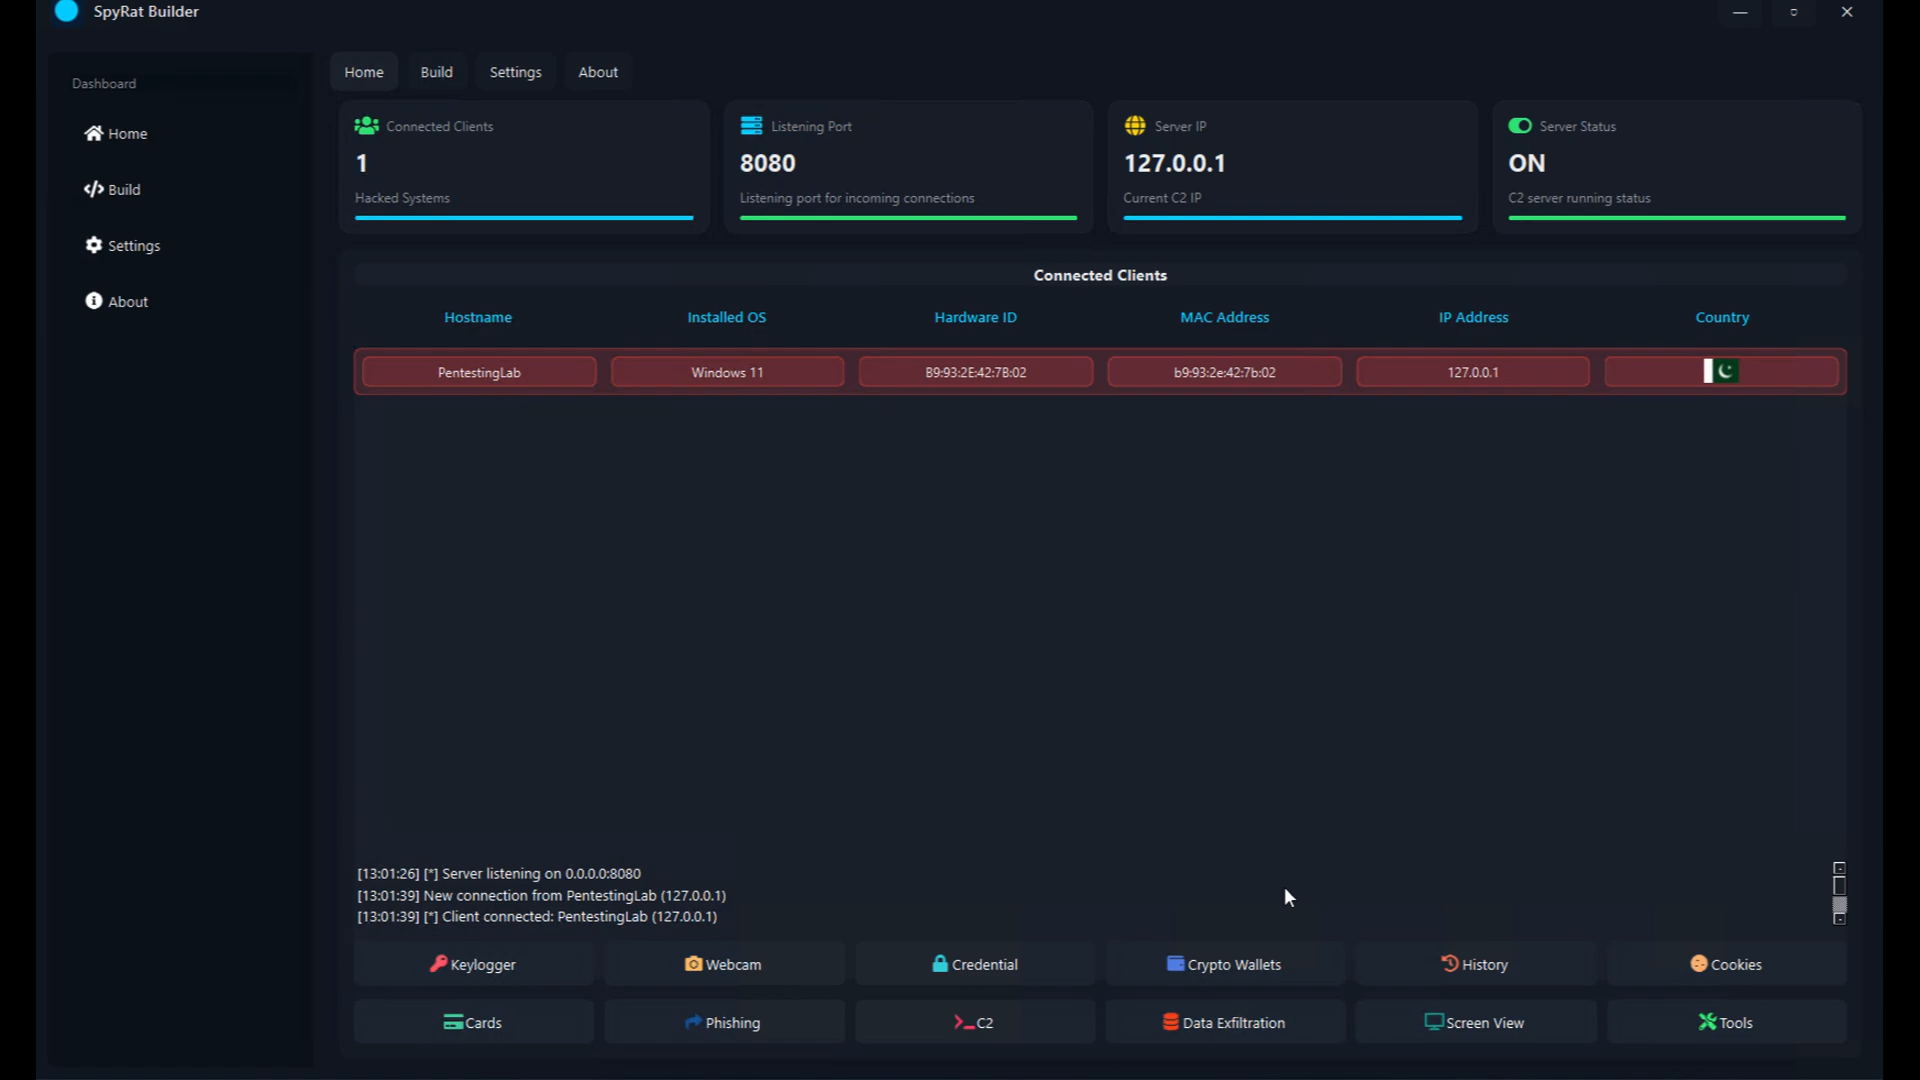 SpyRat Builder
Dashboard
Home
Build
Settings
About
Home Build Settings About
Connected Clients
1
Hacked Systems
Listening Port
8080
Listening port for incoming connections
Server IP
127.0.0.1
Current C2 IP
Server Status
ON
C2 server running status
Connected Clients
Hostname Installed OS Hardware ID MAC Address IP Address Country
PentestingLab Windows 11 B9:93:2E:42:7B:02 b9:93:2e:42:7b:02 127.0.0.1
[13:01:26] [*] Server listening on 0.0.0.0:8080
[13:01:39] New connection from PentestingLab (127.0.0.1)
[13:01:39] [*] Client connected: PentestingLab (127.0.0.1)
Keylogger Webcam Credential Crypto Wallets History Cookies
Cards Phishing C2 Data Exfiltration Screen View Tools